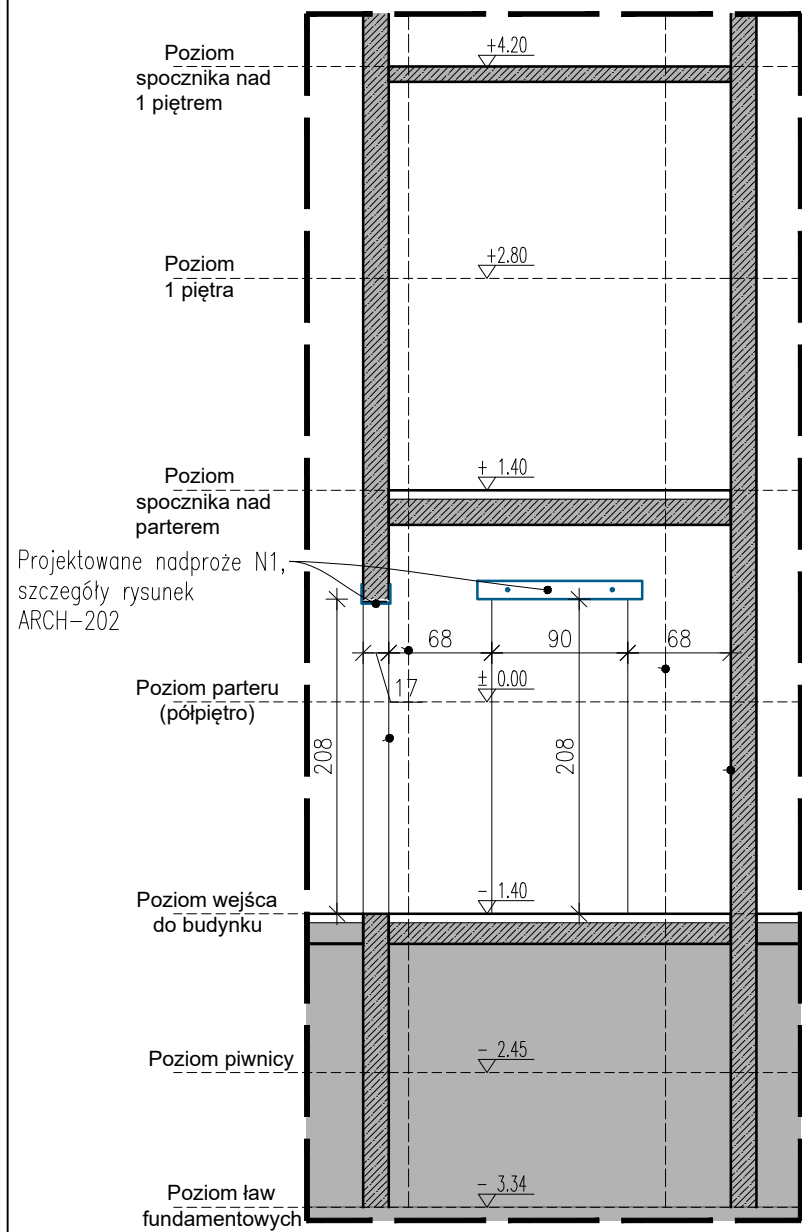 Poziom
spocznika nad
1 piętrem
+4.20
Poziom
1 piętra
+2.80
Poziom
spocznika nad
parterem
+ 1.40
Projektowane nadproże N1,
szczegóły rysunek
ARCH-202
68
90
68
17
Poziom parteru
(półpiętro)
± 0.00
208
208
Poziom wejśca
do budynku
- 1.40
Poziom piwnicy
- 2.45
Poziom ław
fundamentowych
- 3.34